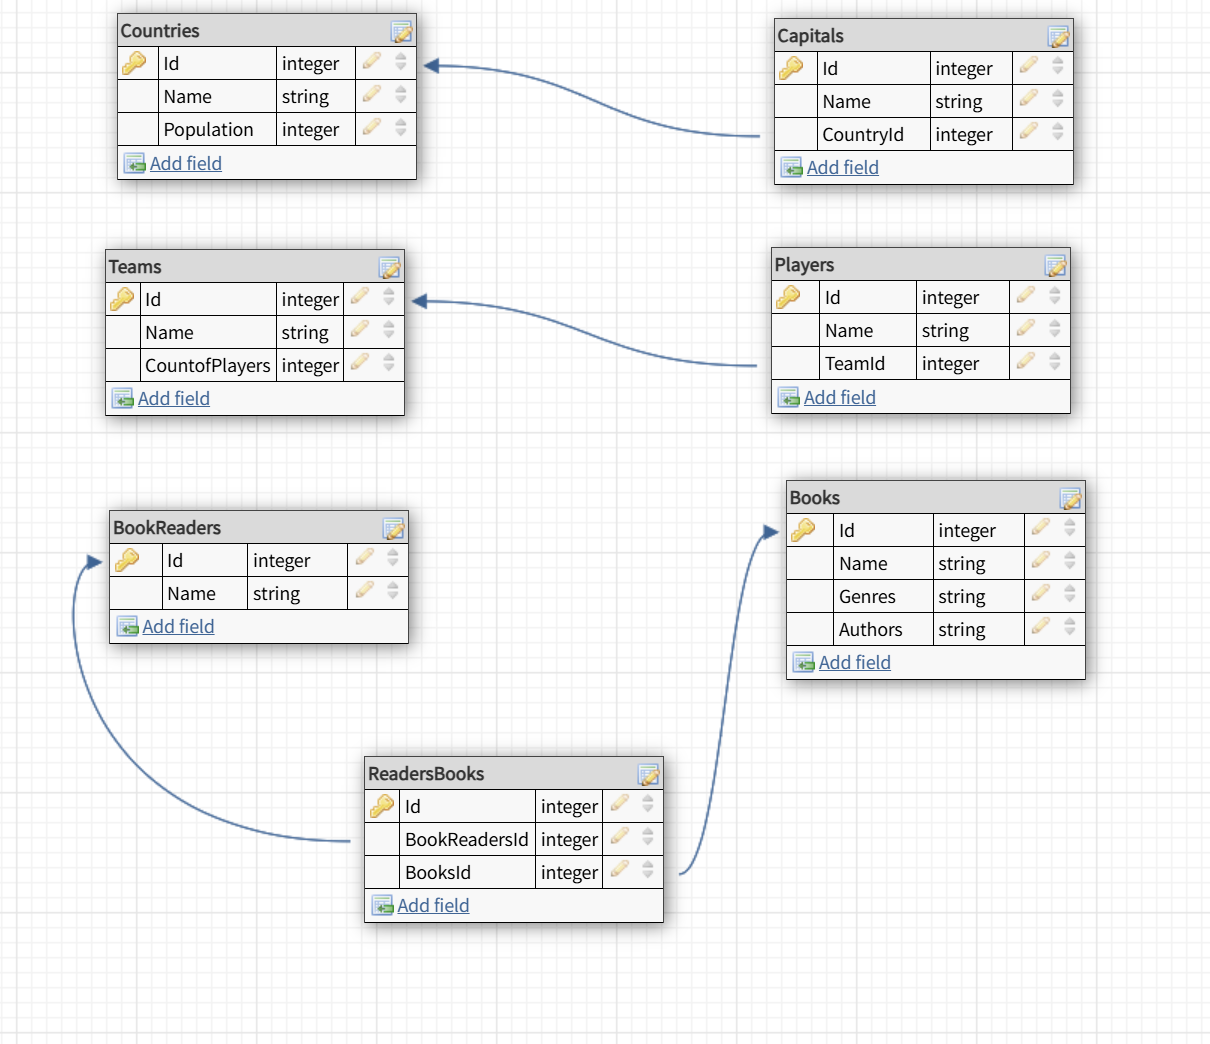 Countries
Id integer
Name string
Population integer
Add field
Capitals
Id integer
Name string
CountryId integer
Add field
Teams
Id integer
Name string
CountofPlayers integer
Add field
Players
Id integer
Name string
TeamId integer
Add field
BookReaders
Id integer
Name string
Add field
Books
Id integer
Name string
Genres string
Authors string
Add field
ReadersBooks
Id integer
BookReadersId integer
BooksId integer
Add field